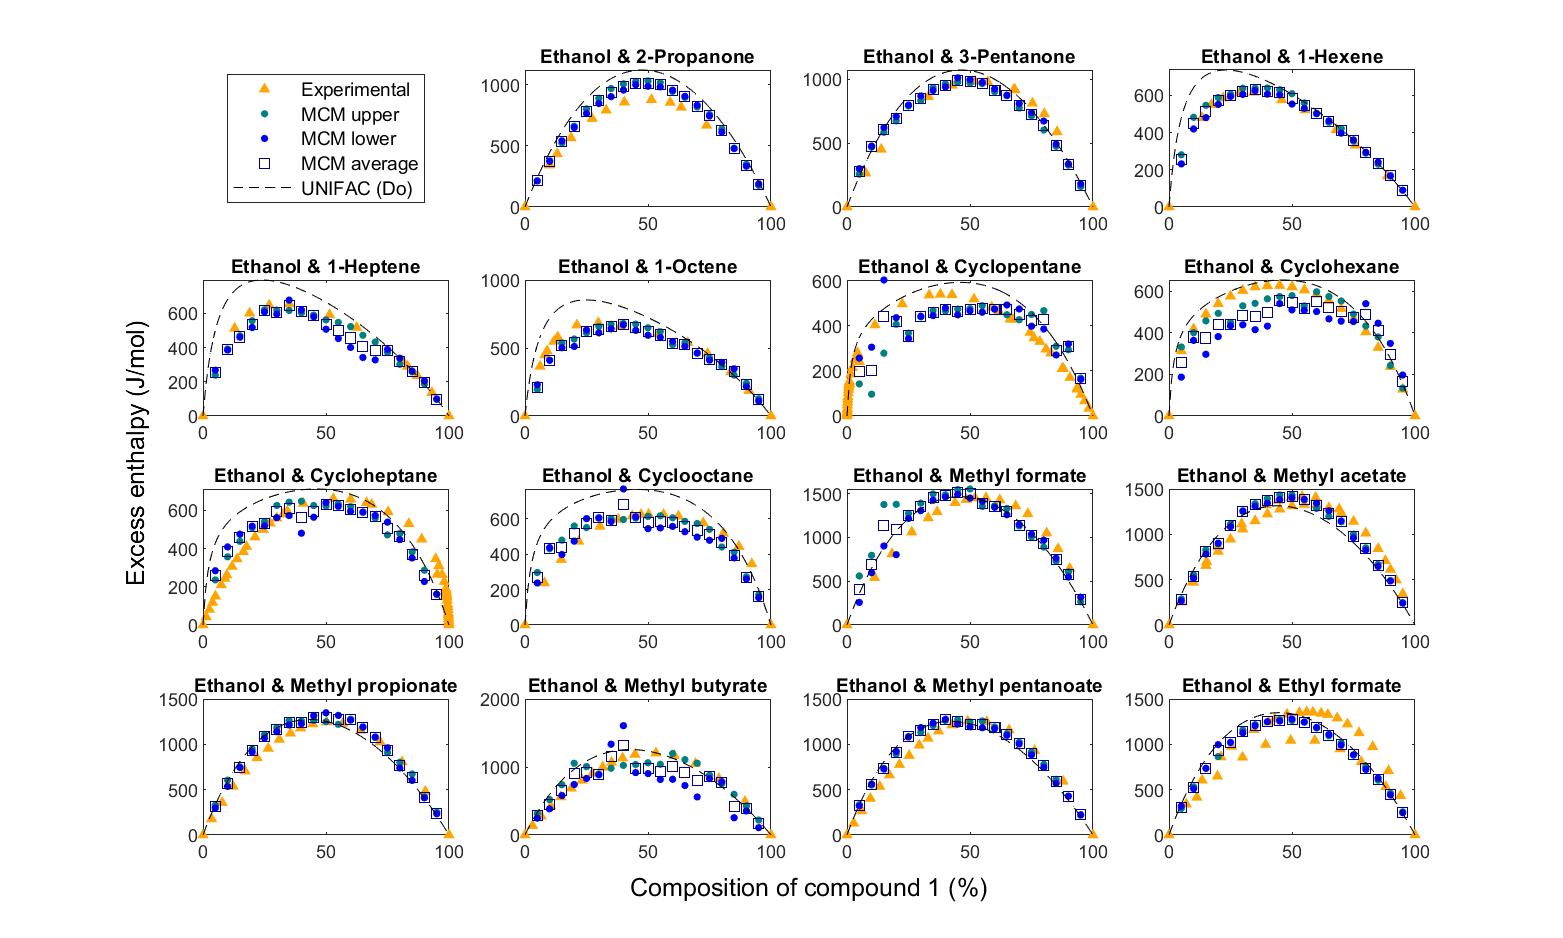 Ethanol & 2-Propanone
Ethanol & 3-Pentanone
Ethanol & 1-Hexene
Experimental
MCM upper
MCM lower
MCM average
UNIFAC (Do)
1000
500
0
0 50 100
1000
500
0
0 50 100
600
400
200
0
0 50 100
Ethanol & 1-Heptene
Ethanol & 1-Octene
Ethanol & Cyclopentane
Ethanol & Cyclohexane
600
400
200
0
0 50 100
1000
500
0
0 50 100
600
400
200
0
0 50 100
600
400
200
0
0 50 100
Excess enthalpy (J/mol)
Ethanol & Cycloheptane
Ethanol & Cyclooctane
Ethanol & Methyl formate
Ethanol & Methyl acetate
600
400
200
0
0 50 100
600
400
200
0
0 50 100
1500
1000
500
0
0 50 100
1500
1000
500
0
0 50 100
Ethanol & Methyl propionate
Ethanol & Methyl butyrate
Ethanol & Methyl pentanoate
Ethanol & Ethyl formate
1500
1000
500
0
0 50 100
2000
1000
0
0 50 100
1500
1000
500
0
0 50 100
1500
1000
500
0
0 50 100
Composition of compound 1 (%)